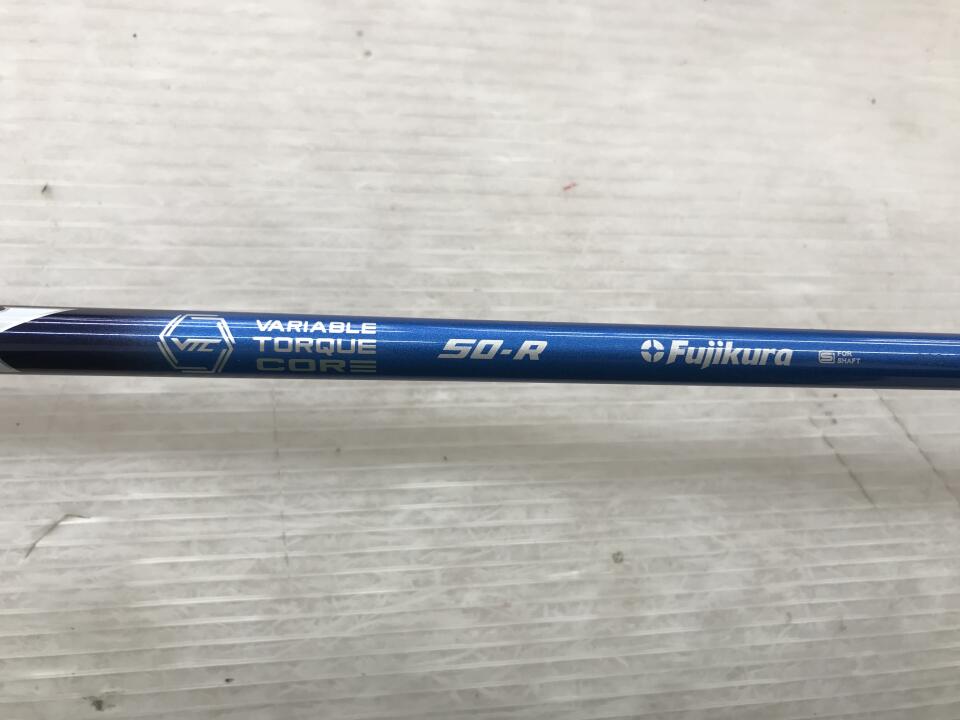 VTC
VARIABLE
TORQUE
CORE
50-R
Fujikura
S FOR
SHAFT